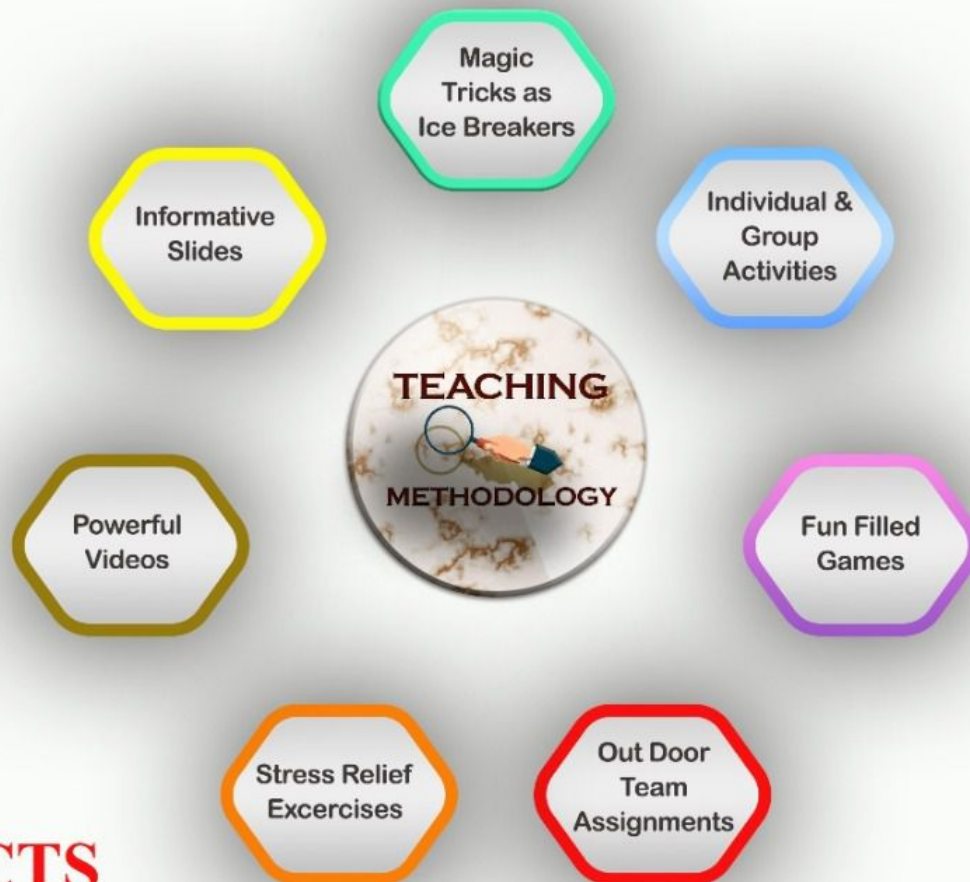 Magic
Tricks as
Ice Breakers
Informative
Slides
Individual &
Group
Activities
TEACHING
METHODOLOGY
Powerful
Videos
Fun Filled
Games
Stress Relief
Excercises
Out Door
Team
Assignments
CTS